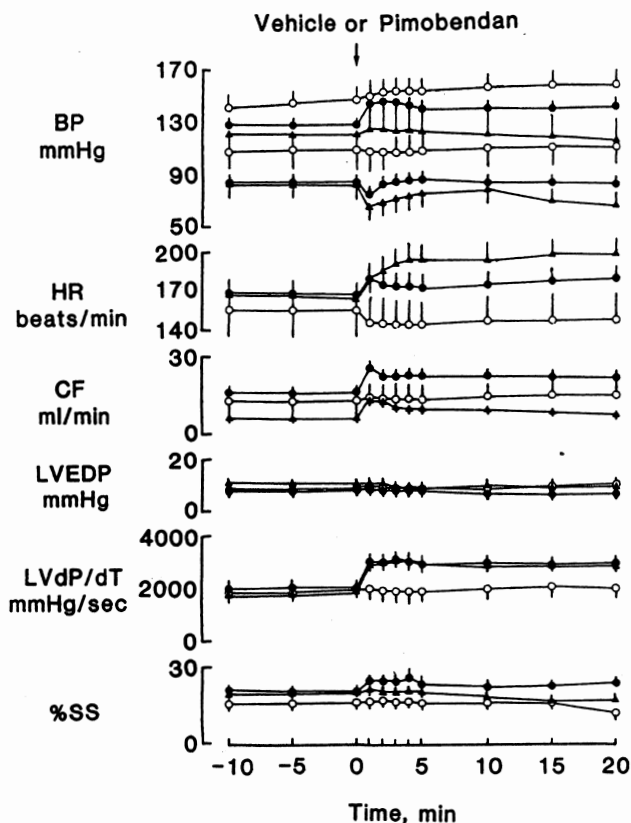 Vehicle or Pimobendan
170
130
90
50
BP
mmHg
200
170
140
HR
beats/min
30
0
CF
ml/min
20
0
LVEDP
mmHg
4000
2000
0
LVdP/dT
mmHg/sec
30
0
%SS
-10 -5 0 5 10 15 20
Time, min